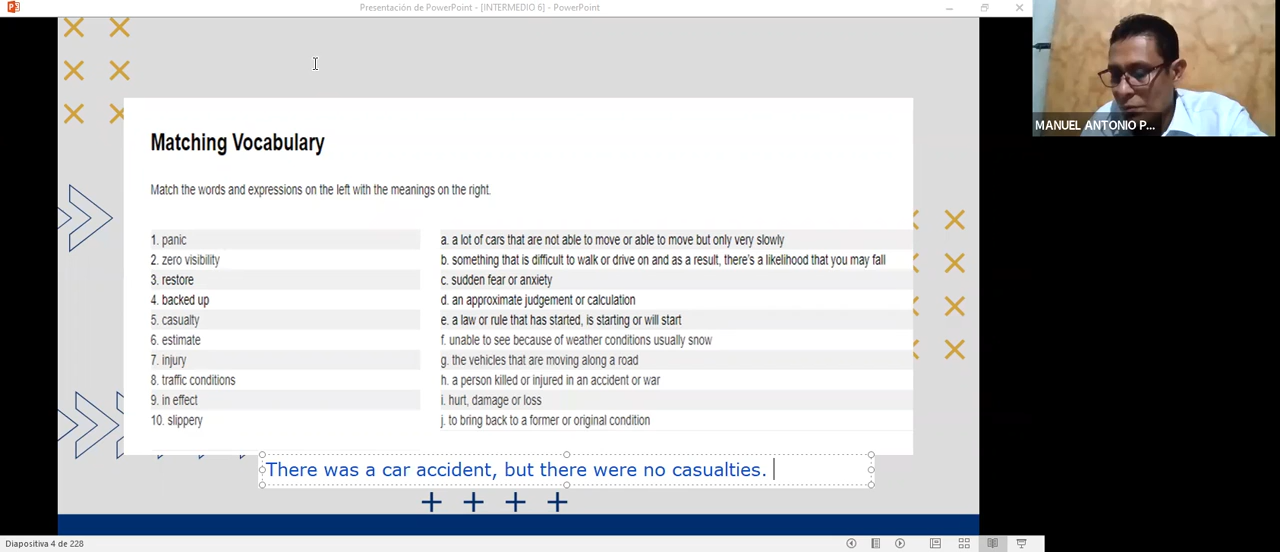 Presentación de PowerPoint - [INTERMEDIO 6] - PowerPoint
MANUEL ANTONIO P...
Matching Vocabulary
Match the words and expressions on the left with the meanings on the right.
1. panic
2. zero visibility
3. restore
4. backed up
5. casualty
6. estimate
7. injury
8. traffic conditions
9. in effect
10. slippery
a. a lot of cars that are not able to move or able to move but only very slowly
b. something that is difficult to walk or drive on and as a result, there's a likelihood that you may fall
c. sudden fear or anxiety
d. an approximate judgement or calculation
e. a law or rule that has started, is starting or will start
f. unable to see because of weather conditions usually snow
g. the vehicles that are moving along a road
h. a person killed or injured in an accident or war
i. hurt, damage or loss
j. to bring back to a former or original condition
There was a car accident, but there were no casualties.
Diapositiva 4 de 228